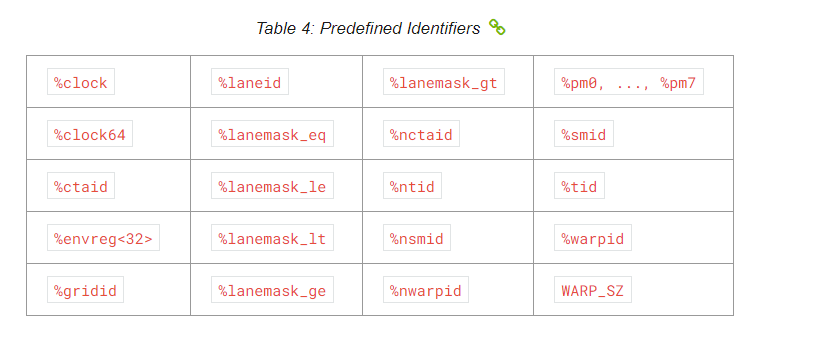 Table 4: Predefined Identifiers
%clock %laneid %lanemask_gt %pm0, ..., %pm7
%clock64 %lanemask_eq %nctaid %smid
%ctaid %lanemask_le %ntid %tid
%envreg<32> %lanemask_lt %nsmid %warpid
%gridid %lanemask_ge %nwarpid WARP_SZ